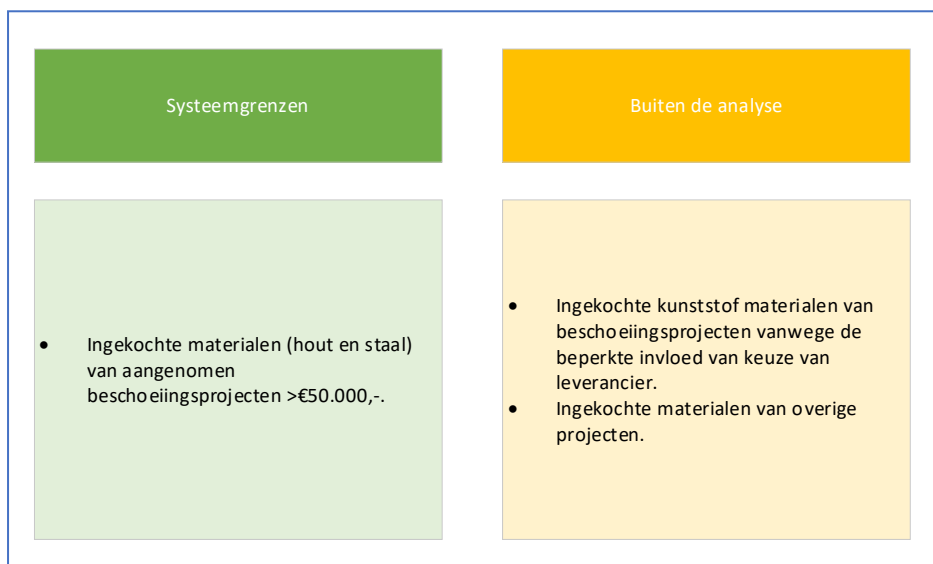 Systeemgrenzen
Buiten de analyse
• Ingekochte materialen (hout en staal)
van aangenomen
beschoeiingsprojecten >€50.000,-.
• Ingekochte kunststof materialen van
beschoeiingsprojecten vanwege de
beperkte invloed van keuze van
leverancier.
• Ingekochte materialen van overige
projecten.